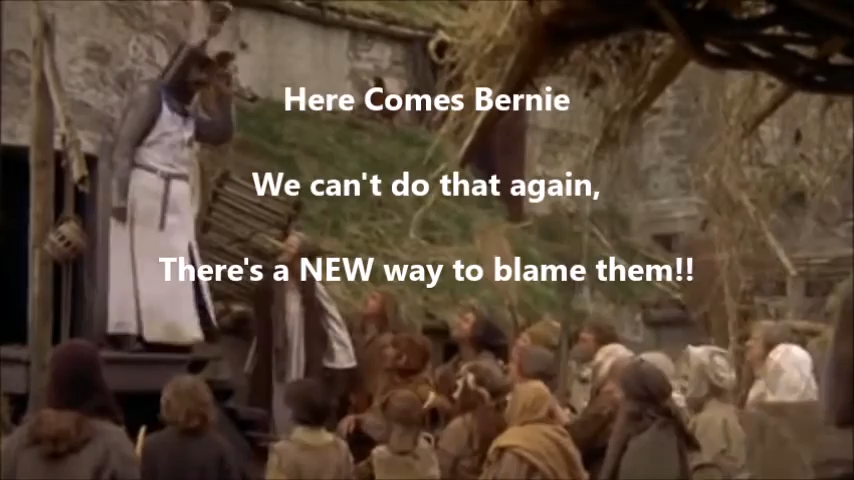 Here Comes Bernie
We can't do that again,
There's a NEW way to blame them!!